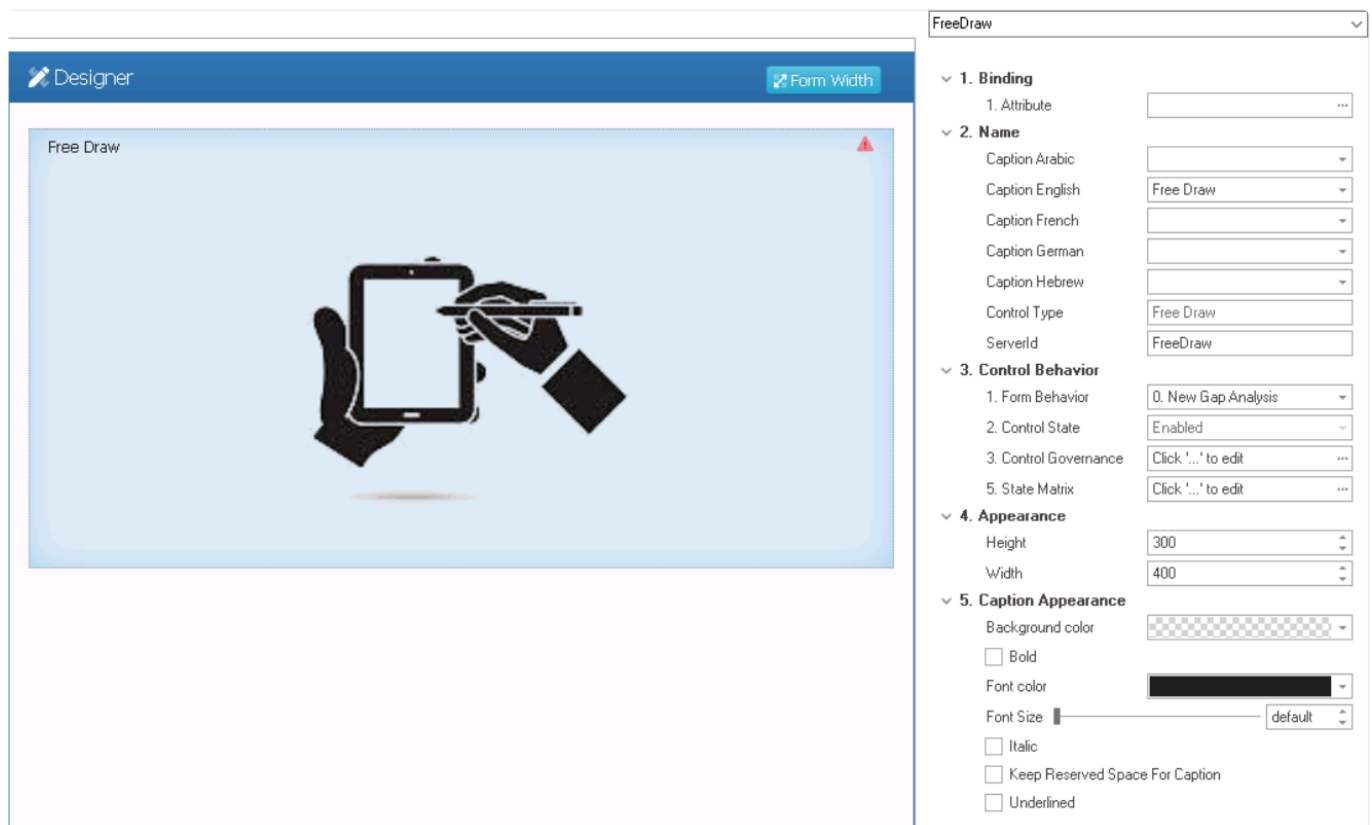 FreeDraw
Designer
Form Width
Free Draw
1. Binding
1. Attribute ...
2. Name
Caption Arabic
Caption English Free Draw
Caption French
Caption German
Caption Hebrew
Control Type Free Draw
ServerId FreeDraw
3. Control Behavior
1. Form Behavior 0. New Gap Analysis
2. Control State Enabled
3. Control Governance Click '...' to edit ...
5. State Matrix Click '...' to edit ...
4. Appearance
Height 300
Width 400
5. Caption Appearance
Background color
Bold
Font color
Font Size default
Italic
Keep Reserved Space For Caption
Underlined